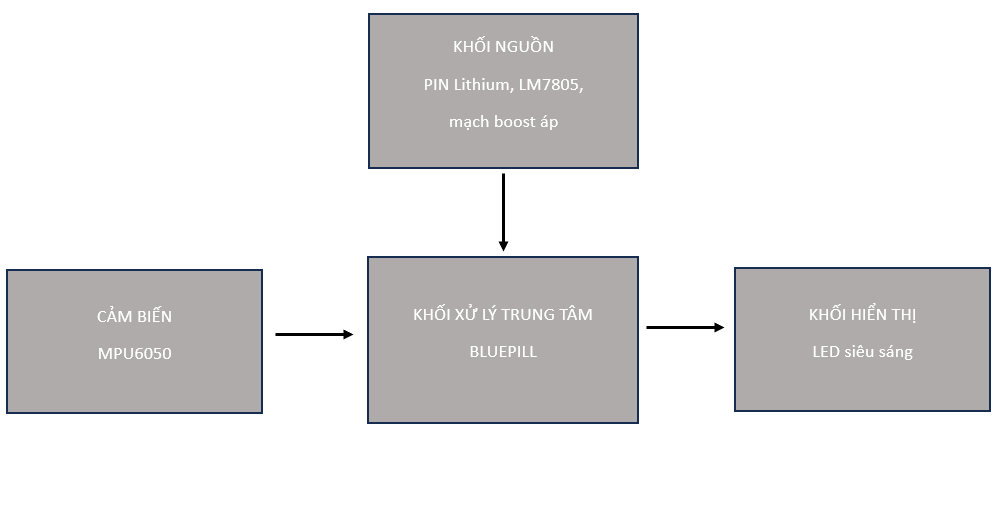 KHỐI NGUỒN
PIN Lithium, LM7805,
mạch boost áp
CẢM BIẾN
MPU6050
KHỐI XỬ LÝ TRUNG TÂM
BLUEPILL
KHỐI HIỂN THỊ
LED siêu sáng